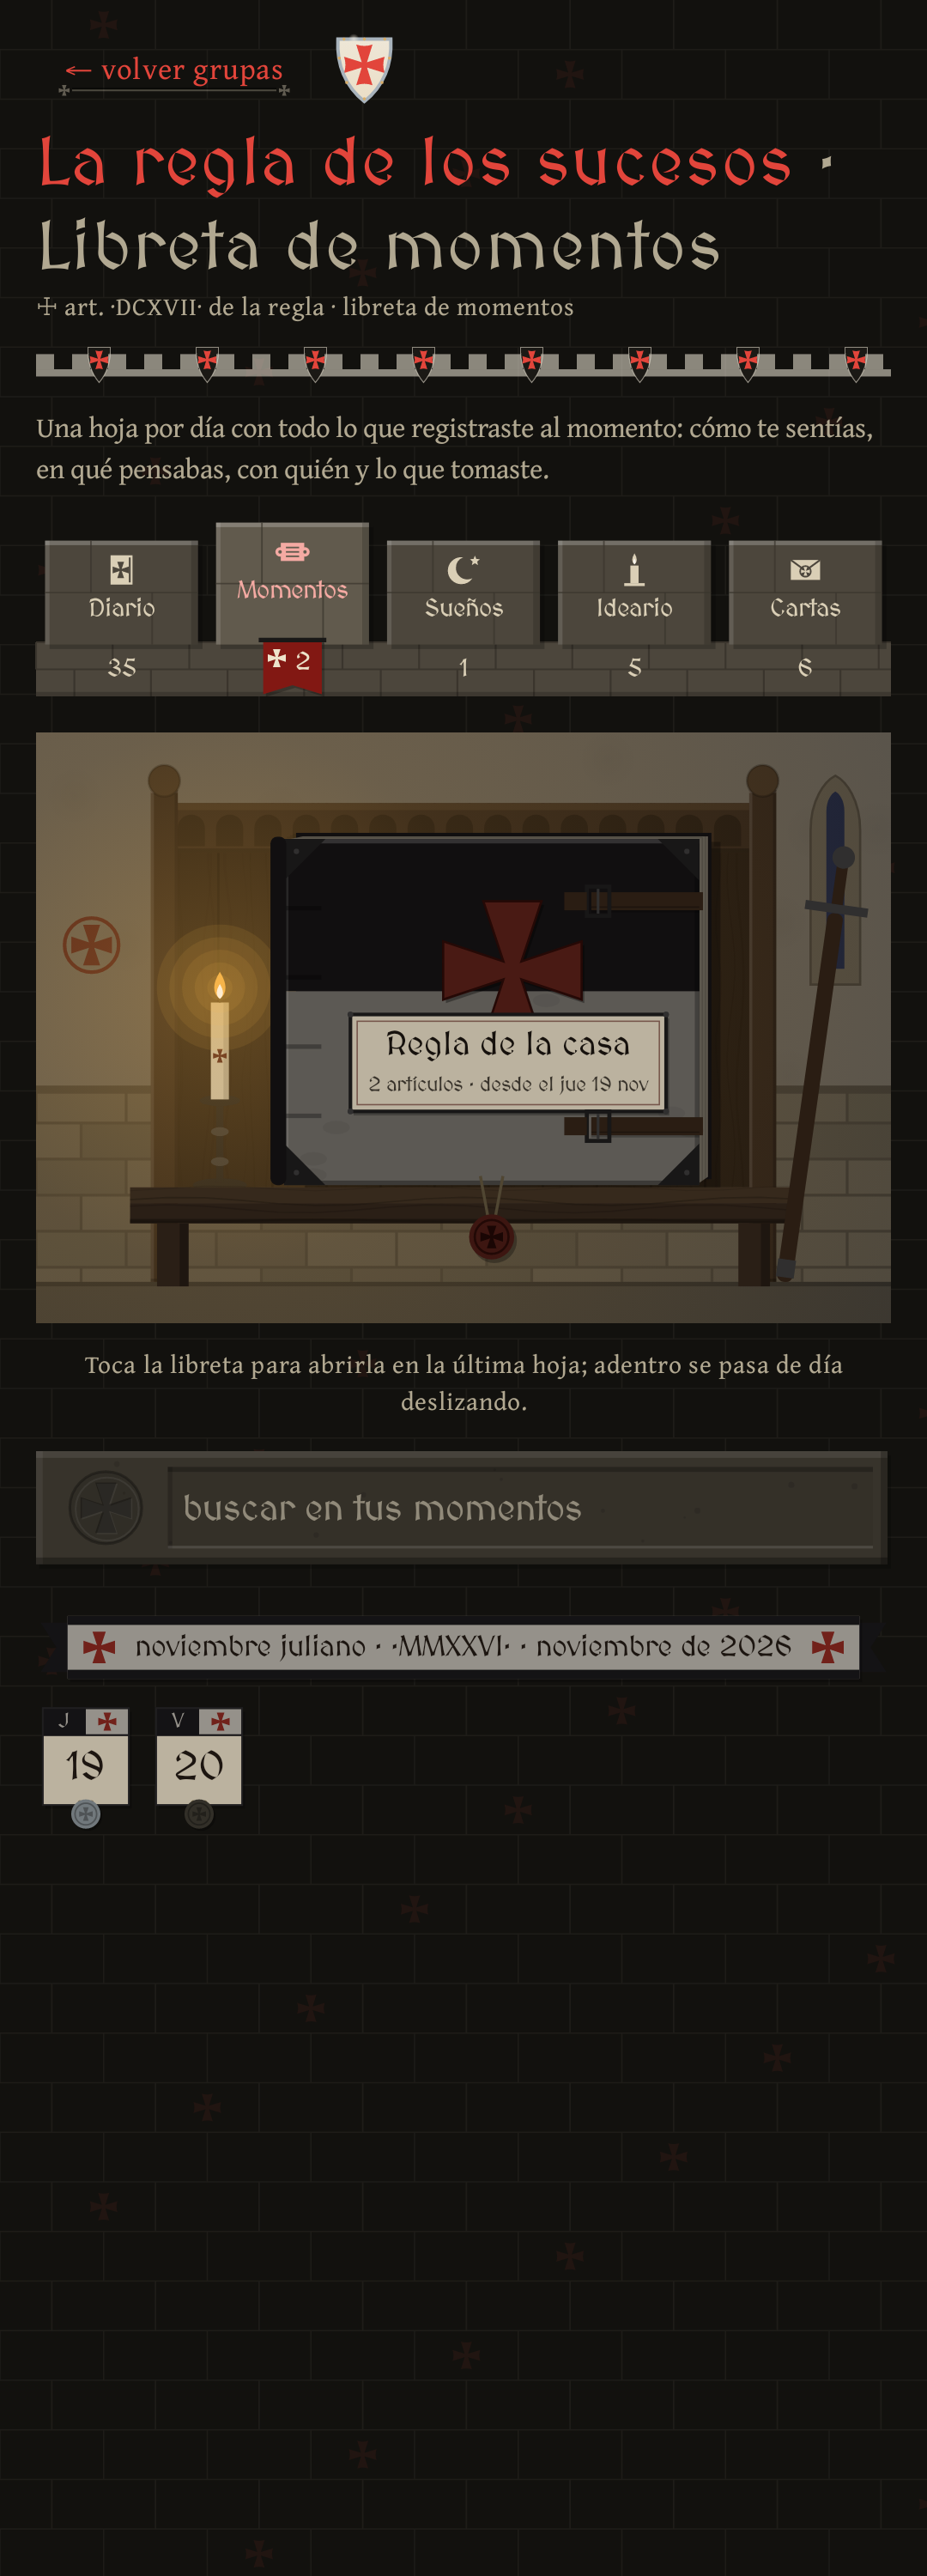 ← volver grupas
La regla de los sucesos ·
Libreta de momentos
☩ art. ·DCXVII· de la regla · libreta de momentos
Una hoja por día con todo lo que registraste al momento: cómo te sentías,
en qué pensabas, con quién y lo que tomaste.
Diario
Momentos
Sueños
Ideario
Cartas
35
2
1
5
6
Regla de la casa
2 artículos · desde el jue 19 nov
Toca la libreta para abrirla en la última hoja; adentro se pasa de día
deslizando.
buscar en tus momentos
noviembre juliano · ·MMXXVI· · noviembre de 2026
J
V
19
20